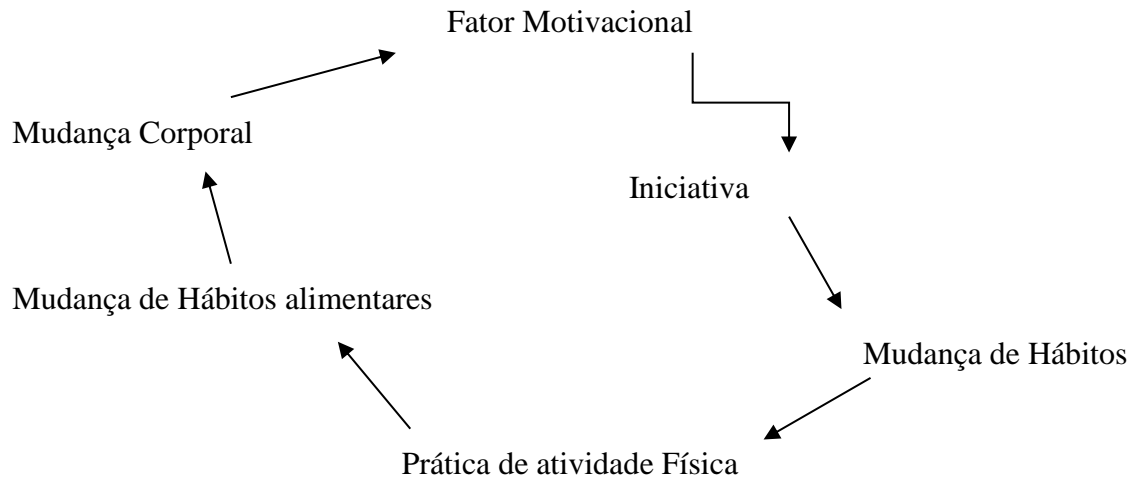 Fator Motivacional
Mudança Corporal
Iniciativa
Mudança de Hábitos alimentares
Mudança de Hábitos
Prática de atividade Física